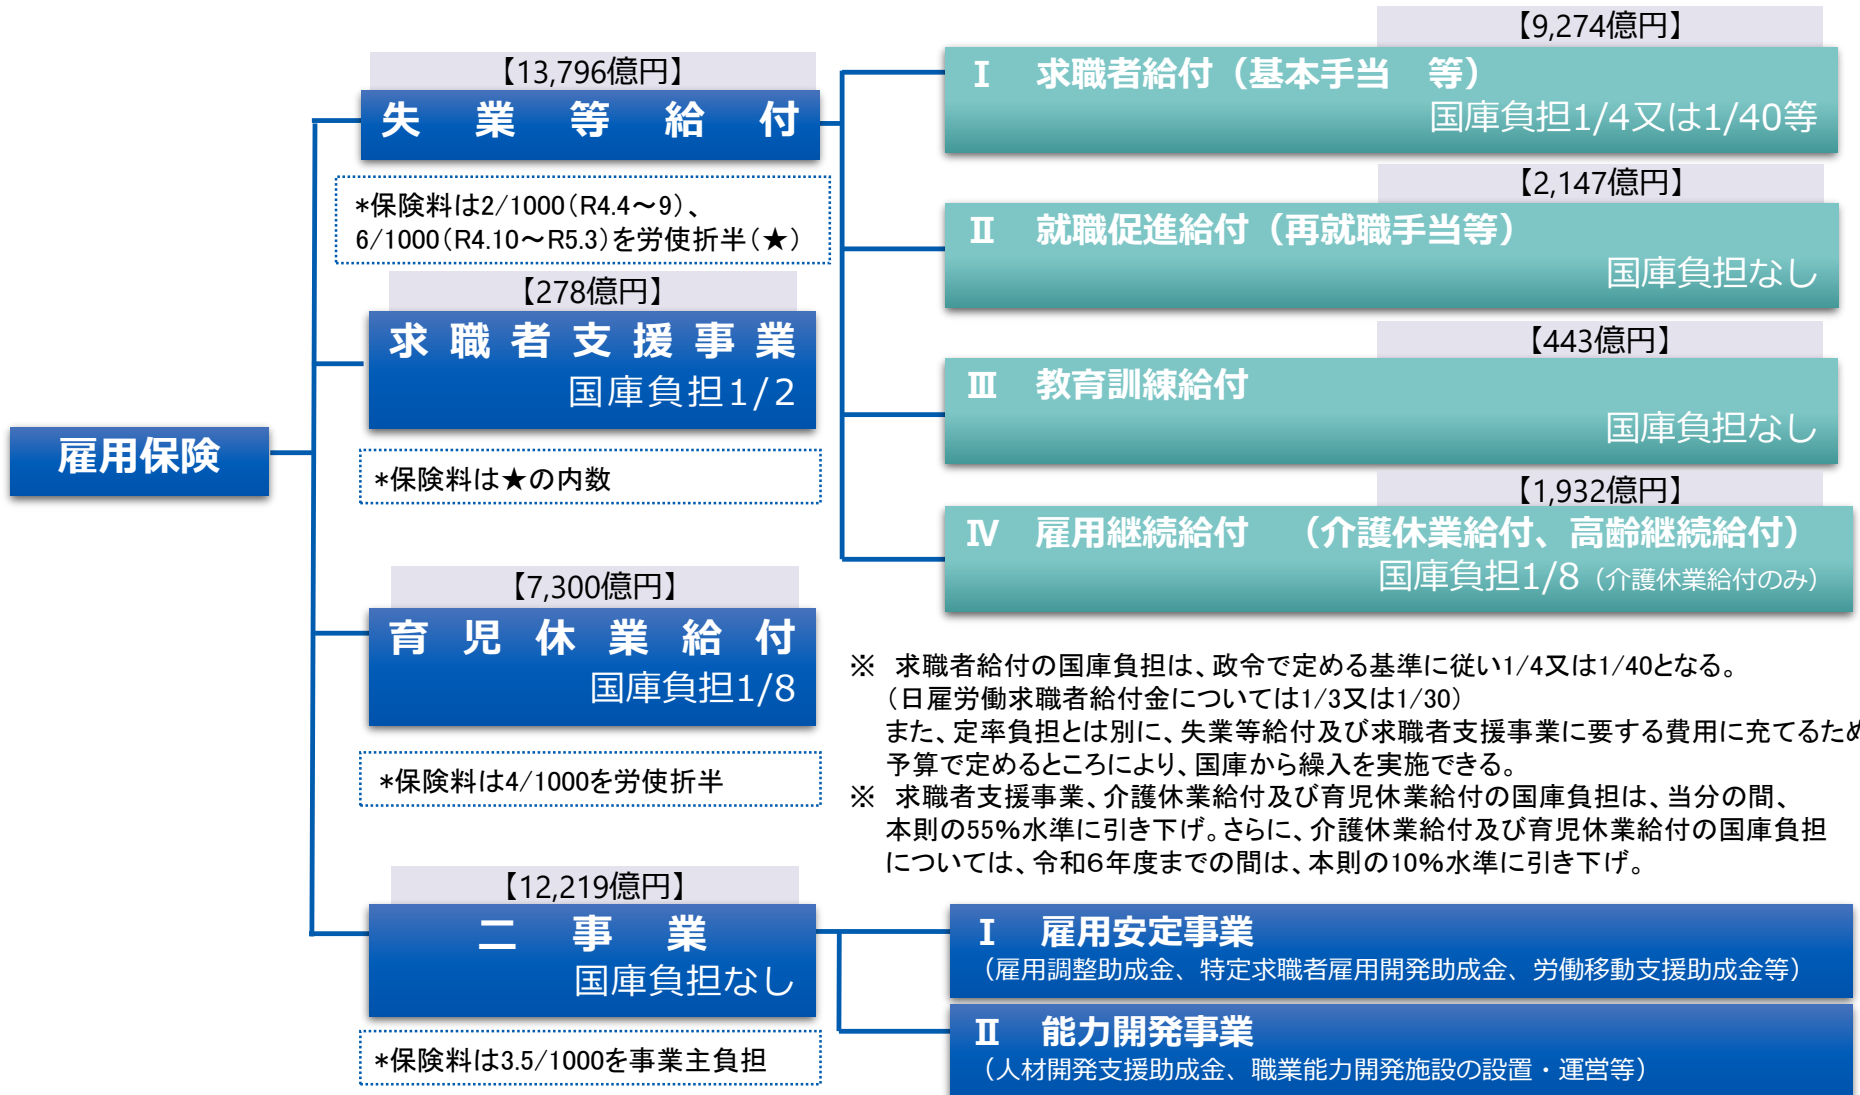 雇用保険
【13,796億円】
失業等給付
*保険料は2/1000（R4.4～9）、
6/1000（R4.10～R5.3）を労使折半（★）
【278億円】
求職者支援事業
国庫負担1/2
*保険料は★の内数
【7,300億円】
育児休業給付
国庫負担1/8
*保険料は4/1000を労使折半
【12,219億円】
二事業
国庫負担なし
*保険料は3.5/1000を事業主負担
【9,274億円】
Ⅰ 求職者給付（基本手当 等）
国庫負担1/4又は1/40等
【2,147億円】
Ⅱ 就職促進給付（再就職手当等）
国庫負担なし
【443億円】
Ⅲ 教育訓練給付
国庫負担なし
【1,932億円】
Ⅳ 雇用継続給付 （介護休業給付、高齢継続給付）
国庫負担1/8（介護休業給付のみ）
※ 求職者給付の国庫負担は、政令で定める基準に従い1/4又は1/40となる。
（日雇労働求職者給付金については1/3又は1/30）
また、定率負担とは別に、失業等給付及び求職者支援事業に要する費用に充てるため
予算で定めるところにより、国庫から繰入を実施できる。
※ 求職者支援事業、介護休業給付及び育児休業給付の国庫負担は、当分の間、
本則の55%水準に引き下げ。さらに、介護休業給付及び育児休業給付の国庫負担
については、令和６年度までの間は、本則の10%水準に引き下げ。
Ⅰ 雇用安定事業
（雇用調整助成金、特定求職者雇用開発助成金、労働移動支援助成金等）
Ⅱ 能力開発事業
（人材開発支援助成金、職業能力開発施設の設置・運営等）